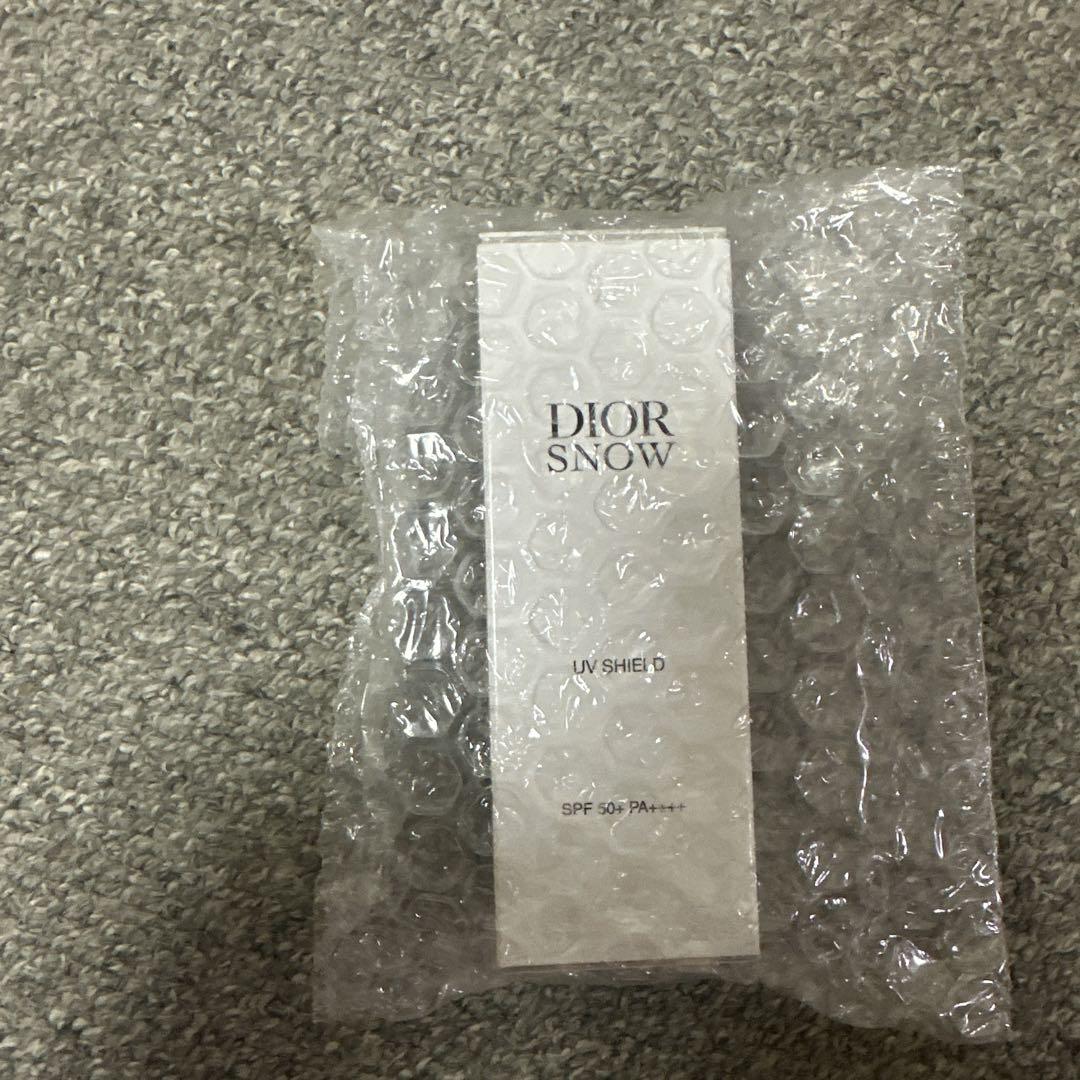 DIOR
SNOW
UV SHIELD
SPF 50+ PA++++